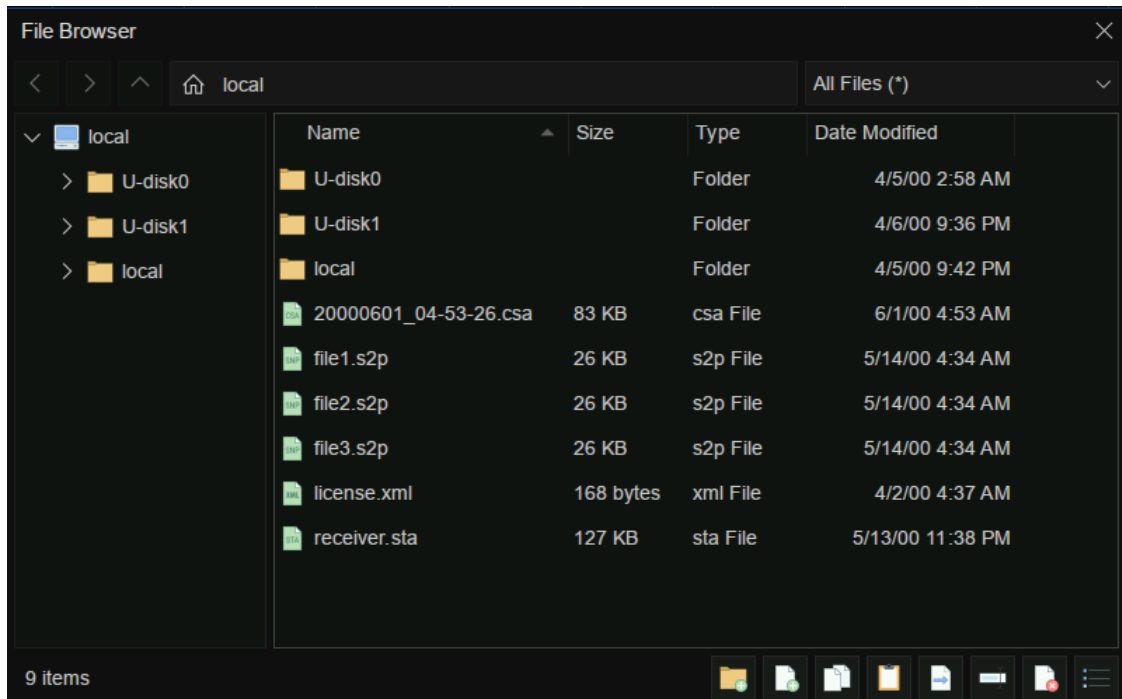 File Browser
local
All Files (*)
local
U-disk0
U-disk1
local
Name Size Type Date Modified
U-disk0 Folder 4/5/00 2:58 AM
U-disk1 Folder 4/6/00 9:36 PM
local Folder 4/5/00 9:42 PM
CSA 20000601_04-53-26.csa 83 KB csa File 6/1/00 4:53 AM
SNP file1.s2p 26 KB s2p File 5/14/00 4:34 AM
SNP file2.s2p 26 KB s2p File 5/14/00 4:34 AM
SNP file3.s2p 26 KB s2p File 5/14/00 4:34 AM
XML license.xml 168 bytes xml File 4/2/00 4:37 AM
STA receiver.sta 127 KB sta File 5/13/00 11:38 PM
9 items